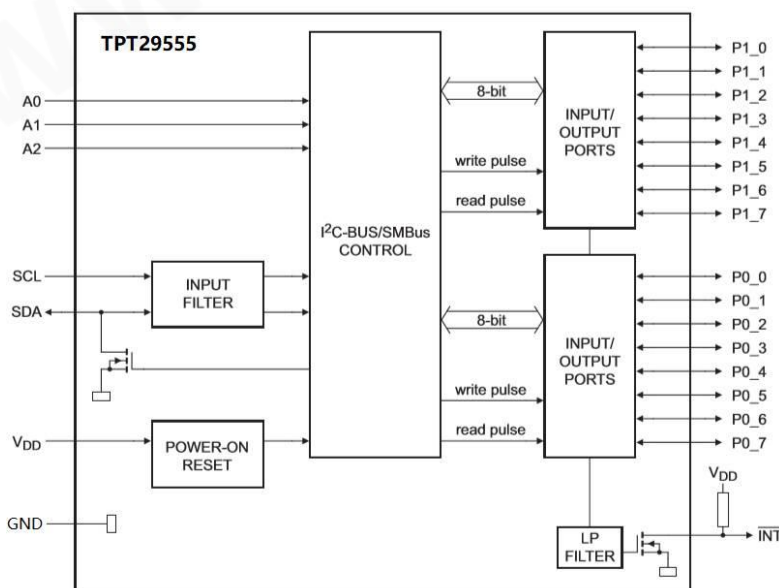 TPT29555
A0
A1
A2
SCL
SDA
VDD
GND
INPUT
FILTER
POWER-ON
RESET
I²C-BUS/SMBus
CONTROL
8-bit
write pulse
read pulse
INPUT/
OUTPUT
PORTS
P1_0
P1_1
P1_2
P1_3
P1_4
P1_5
P1_6
P1_7
8-bit
write pulse
read pulse
INPUT/
OUTPUT
PORTS
P0_0
P0_1
P0_2
P0_3
P0_4
P0_5
P0_6
P0_7
VDD
LP
FILTER
INT